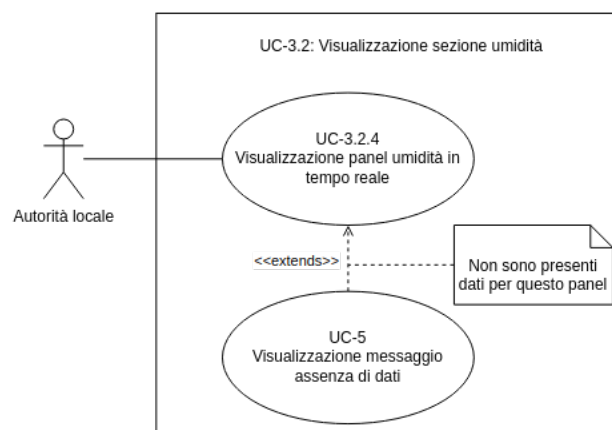 UC-3.2: Visualizzazione sezione umidità
UC-3.2.4
Visualizzazione panel umidità in
tempo reale
Autorità locale
<<extends>>
Non sono presenti
dati per questo panel
UC-5
Visualizzazione messaggio
assenza di dati